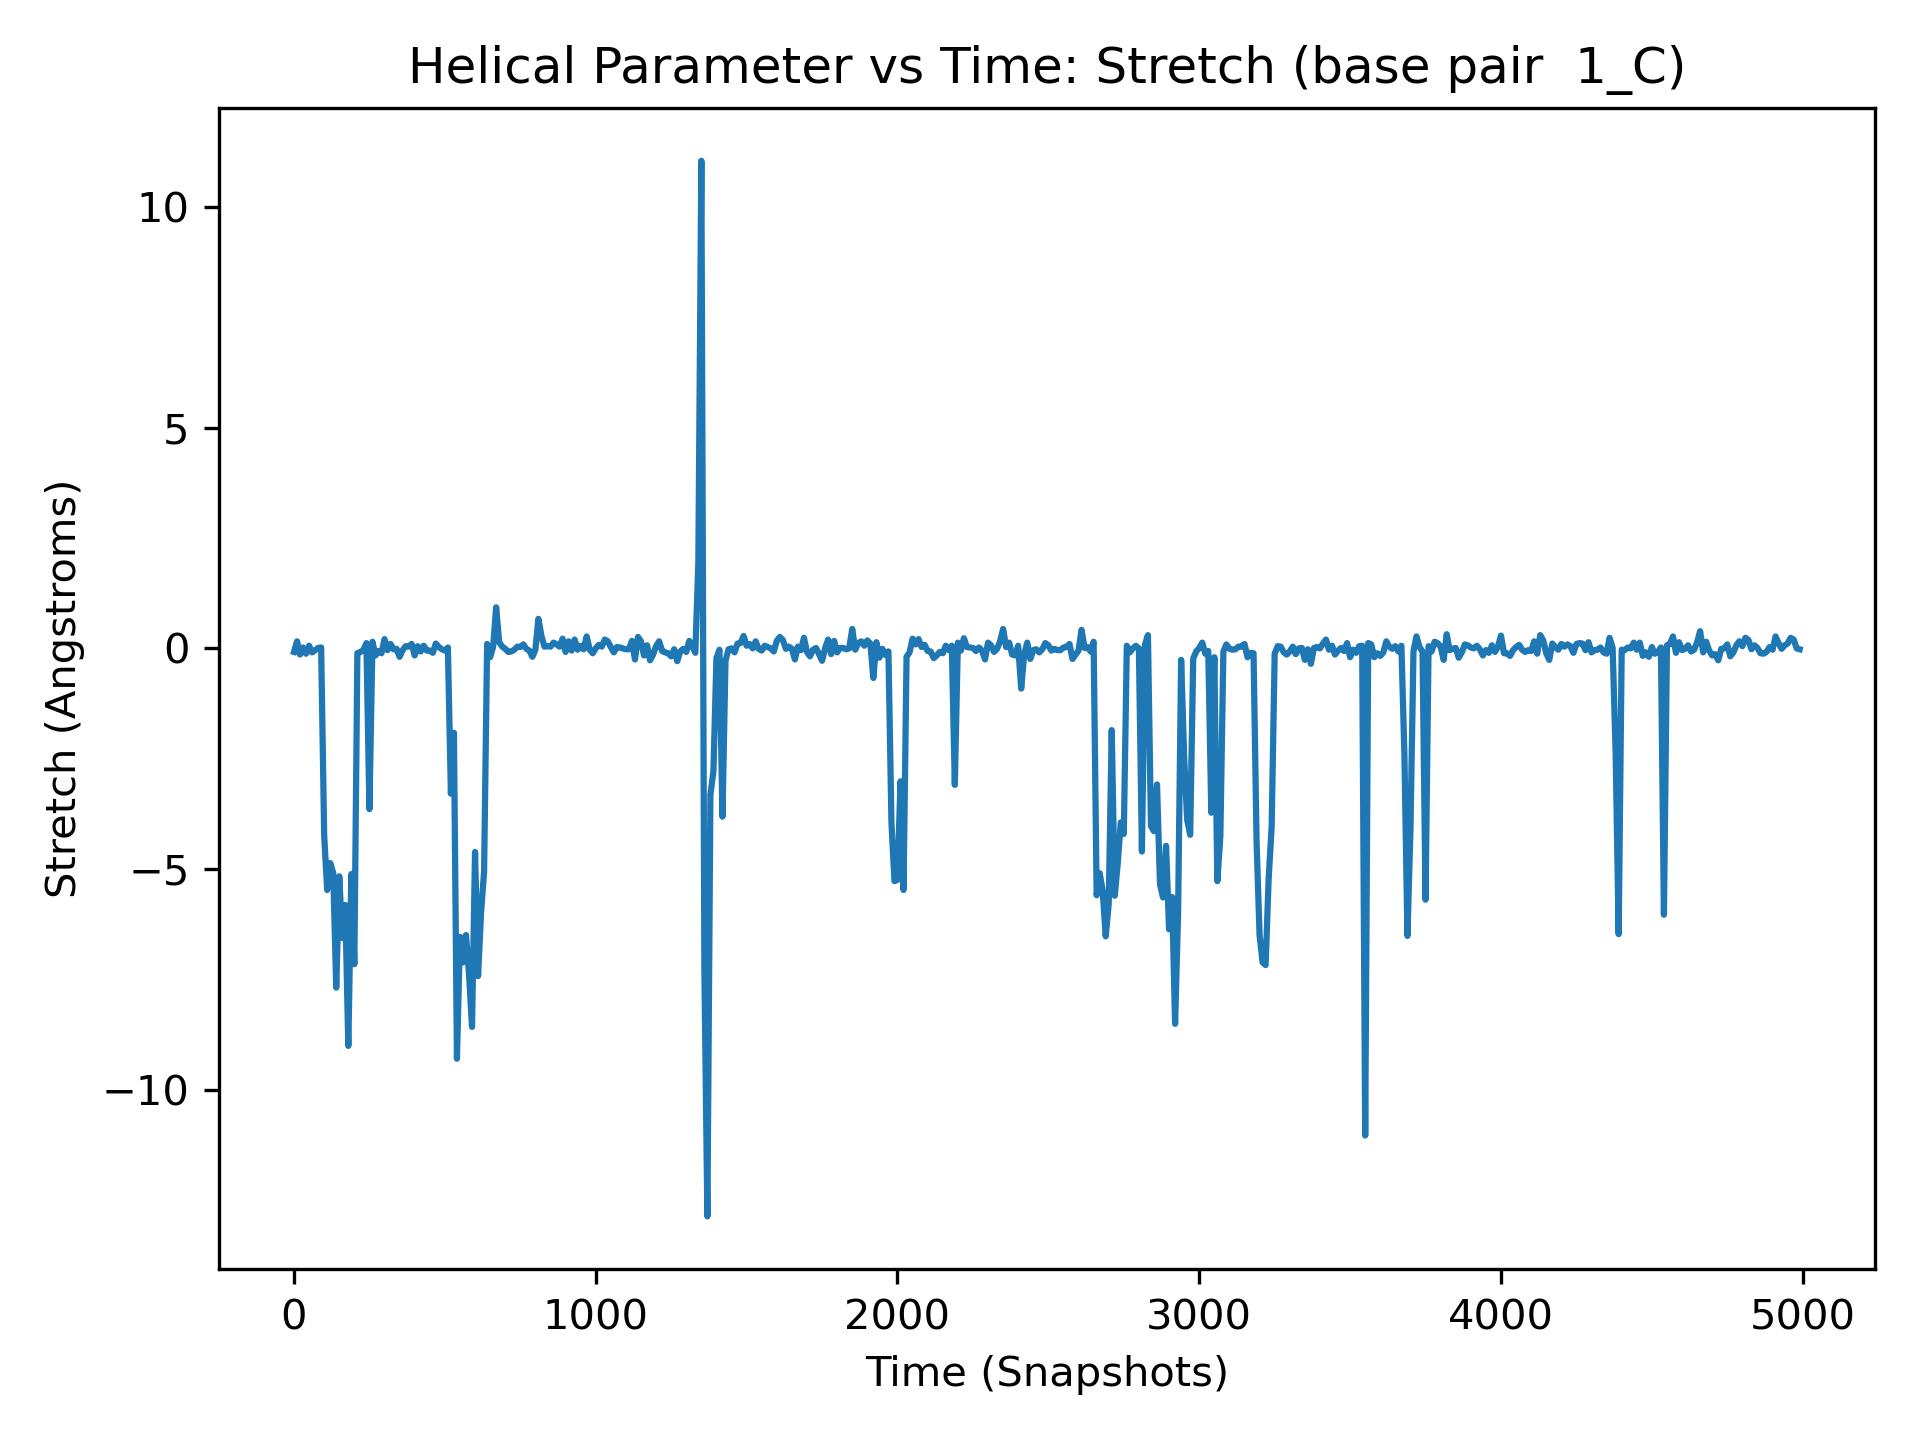 Helical Parameter vs Time: Stretch (base pair  1_C)
10
5
0
−5
−10
Stretch (Angstroms)
0 1000 2000 3000 4000 5000
Time (Snapshots)